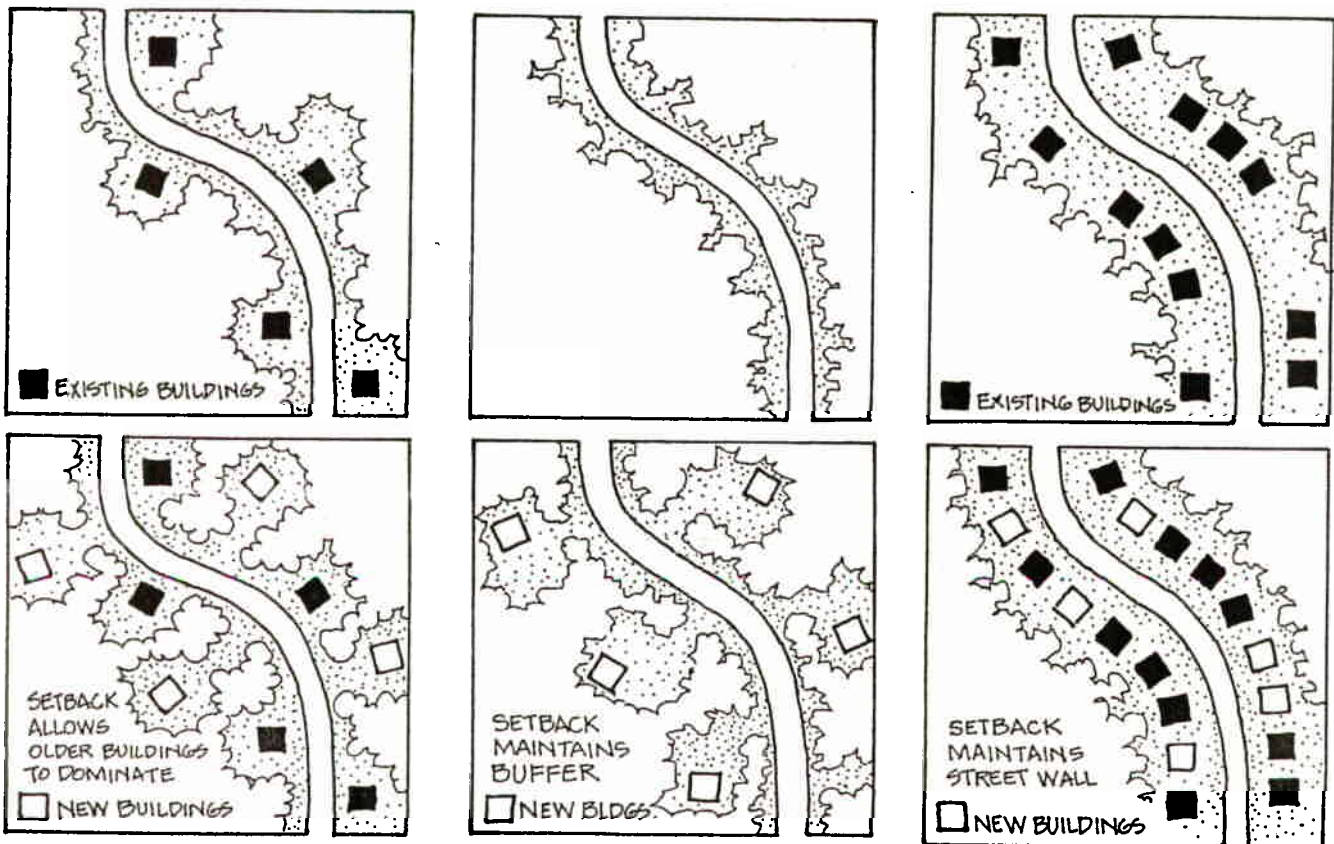 EXISTING BUILDINGS
EXISTING BUILDINGS
SETBACK
ALLOWS
OLDER BUILDINGS
TO DOMINATE
NEW BUILDINGS
SETBACK
MAINTAINS
BUFFER
NEW BLDGS.
SETBACK
MAINTAINS
STREET WALL
NEW BUILDINGS